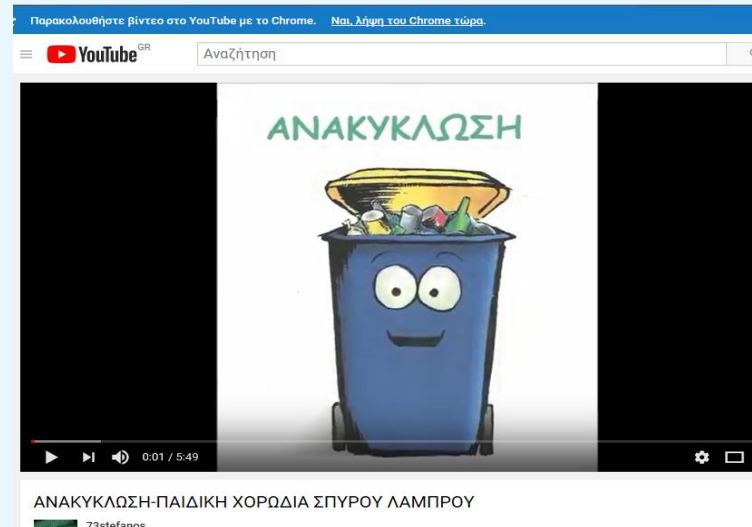 Παρακολουθήστε βίντεο στο YouTube με το Chrome. Ναι, λήψη του Chrome τώρα.
YouTube GR
Αναζήτηση
ΑΝΑΚΥΚΛΩΣΗ
0:01 / 5:49
ΑΝΑΚΥΚΛΩΣΗ-ΠΑΙΔΙΚΗ ΧΟΡΩΔΙΑ ΣΠΥΡΟΥ ΛΑΜΠΡΟΥ
73stefanos